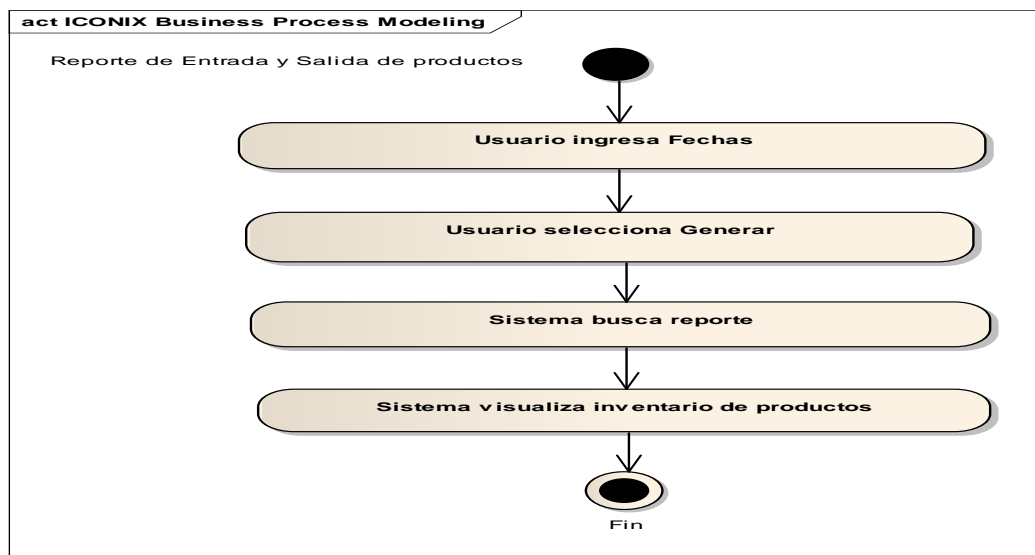 act ICONIX Business Process Modeling
Reporte de Entrada y Salida de productos
Usuario ingresa Fechas
Usuario selecciona Generar
Sistema busca reporte
Sistema visualiza inventario de productos
Fin